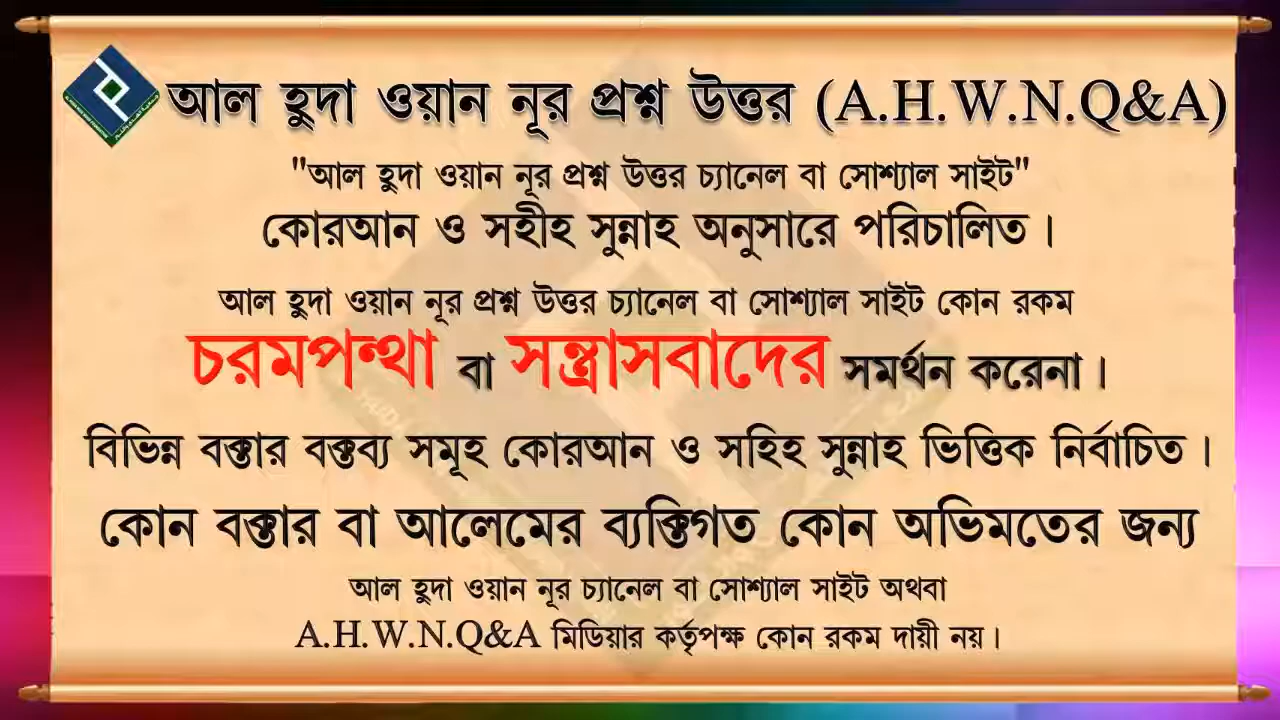 আল হুদা ওয়ান নূর প্রশ্ন উত্তর (A.H.W.N.Q&A)
"আল হুদা ওয়ান নূর প্রশ্ন উত্তর চ্যানেল বা সোশ্যাল সাইট"
কোরআন ও সহীহ সুন্নাহ অনুসারে পরিচালিত।
আল হুদা ওয়ান নূর প্রশ্ন উত্তর চ্যানেল বা সোশ্যাল সাইট কোন রকম
চরমপন্থা বা সন্ত্রাসবাদের সমর্থন করেনা।
বিভিন্ন বক্তার বক্তব্য সমূহ কোরআন ও সহিহ সুন্নাহ ভিত্তিক নির্বাচিত।
কোন বক্তার বা আলেমের ব্যক্তিগত কোন অভিমতের জন্য
আল হুদা ওয়ান নূর চ্যানেল বা সোশ্যাল সাইট অথবা
A.H.W.N.Q&A মিডিয়ার কর্তৃপক্ষ কোন রকম দায়ী নয়।